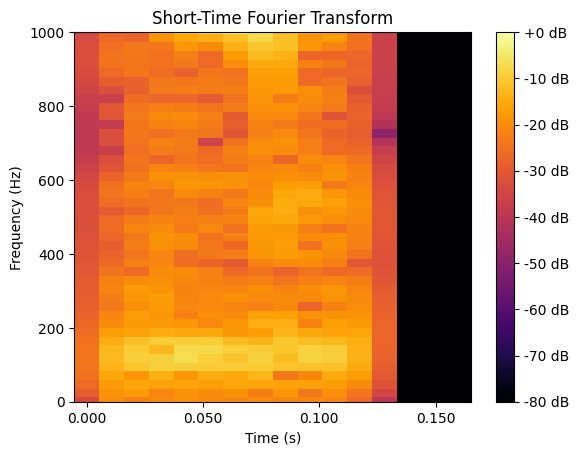 Short-Time Fourier Transform
Frequency (Hz)
1000
800
600
400
200
0
0.000
0.050
0.100
0.150
Time (s)
+0 dB
-10 dB
-20 dB
-30 dB
-40 dB
-50 dB
-60 dB
-70 dB
-80 dB